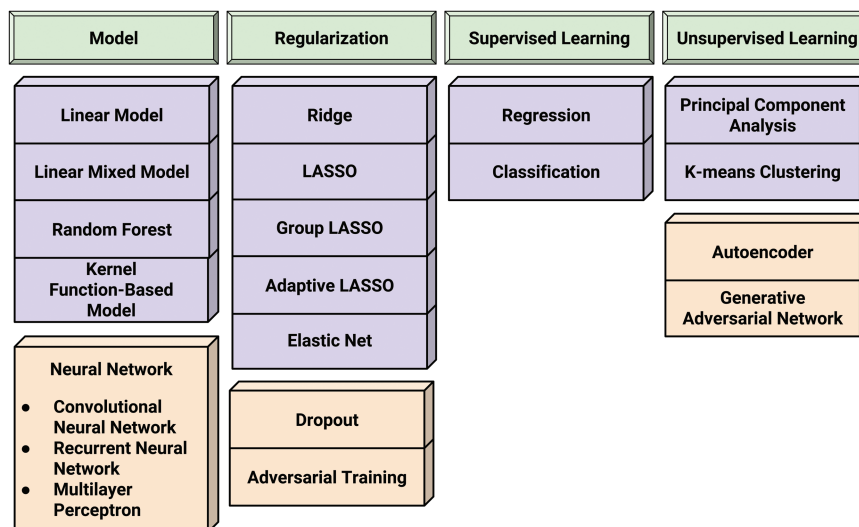 Model
Regularization
Supervised Learning
Unsupervised Learning
Linear Model
Linear Mixed Model
Random Forest
Kernel
Function-Based
Model
Neural Network
● Convolutional
Neural Network
● Recurrent Neural
Network
● Multilayer
Perceptron
Ridge
LASSO
Group LASSO
Adaptive LASSO
Elastic Net
Dropout
Adversarial Training
Regression
Classification
Principal Component
Analysis
K-means Clustering
Autoencoder
Generative
Adversarial Network